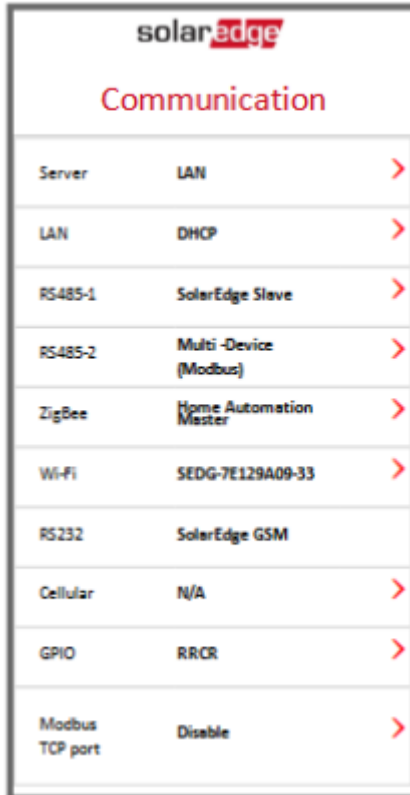 solaredge
Communication
Server LAN
LAN DHCP
RS485-1 SolarEdge Slave
RS485-2 Multi -Device
(Modbus)
ZigBee Home Automation
Master
Wi-Fi SEDG-7E129A09-33
RS232 SolarEdge GSM
Cellular N/A
GPIO RRCR
Modbus
TCP port Disable